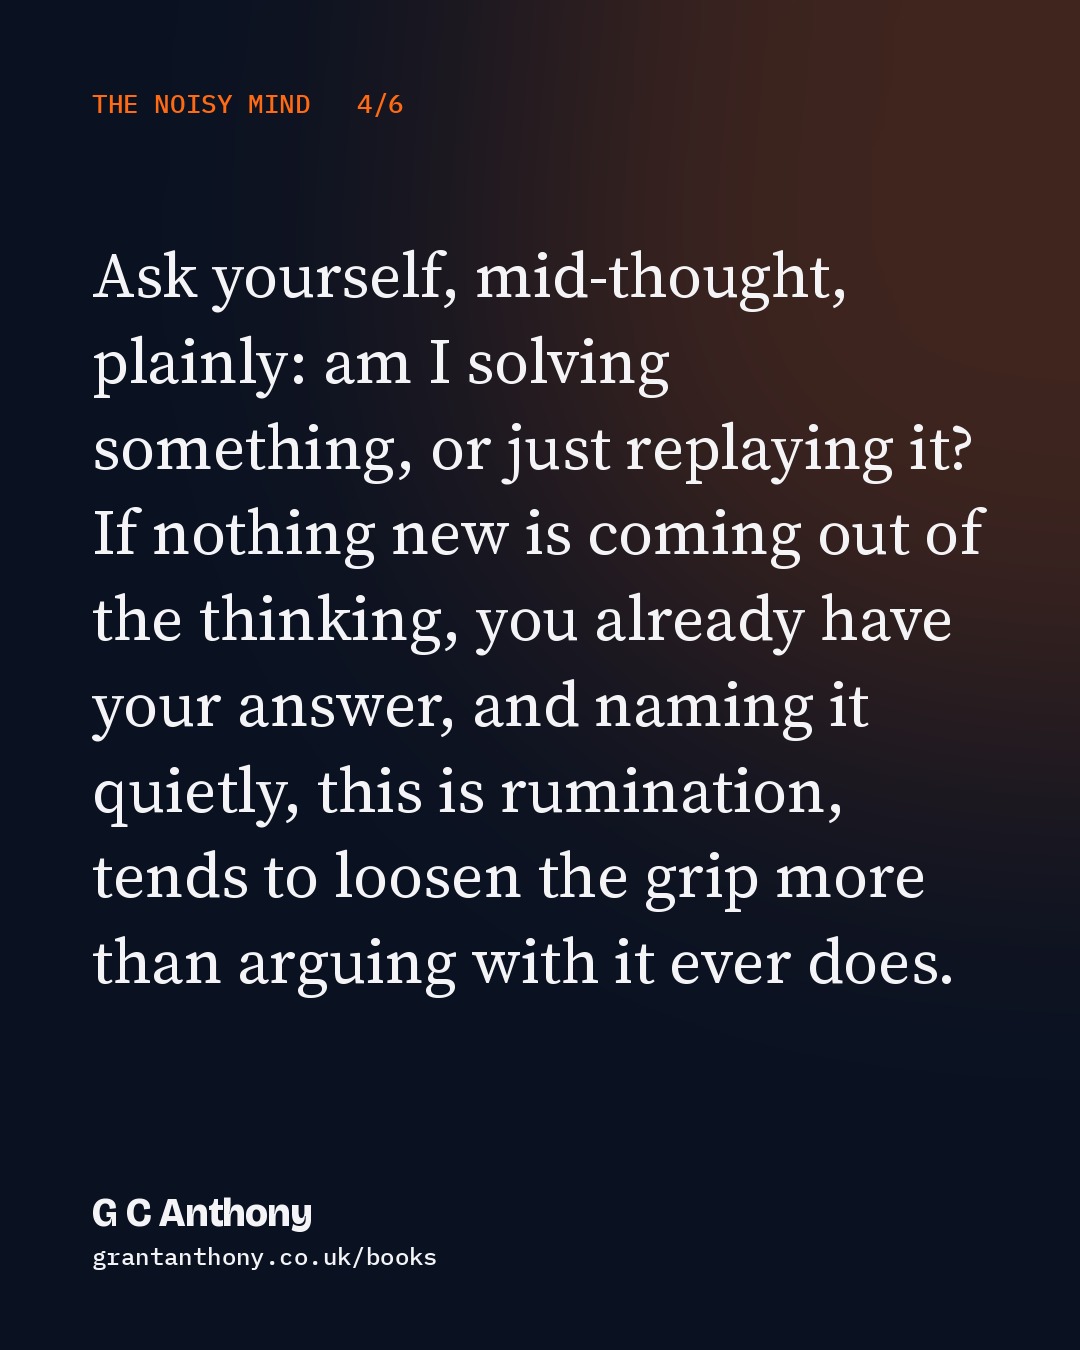 THE NOISY MIND 4/6
Ask yourself, mid-thought,
plainly: am I solving
something, or just replaying it?
If nothing new is coming out of
the thinking, you already have
your answer, and naming it
quietly, this is rumination,
tends to loosen the grip more
than arguing with it ever does.
G C Anthony
grantanthony.co.uk/books